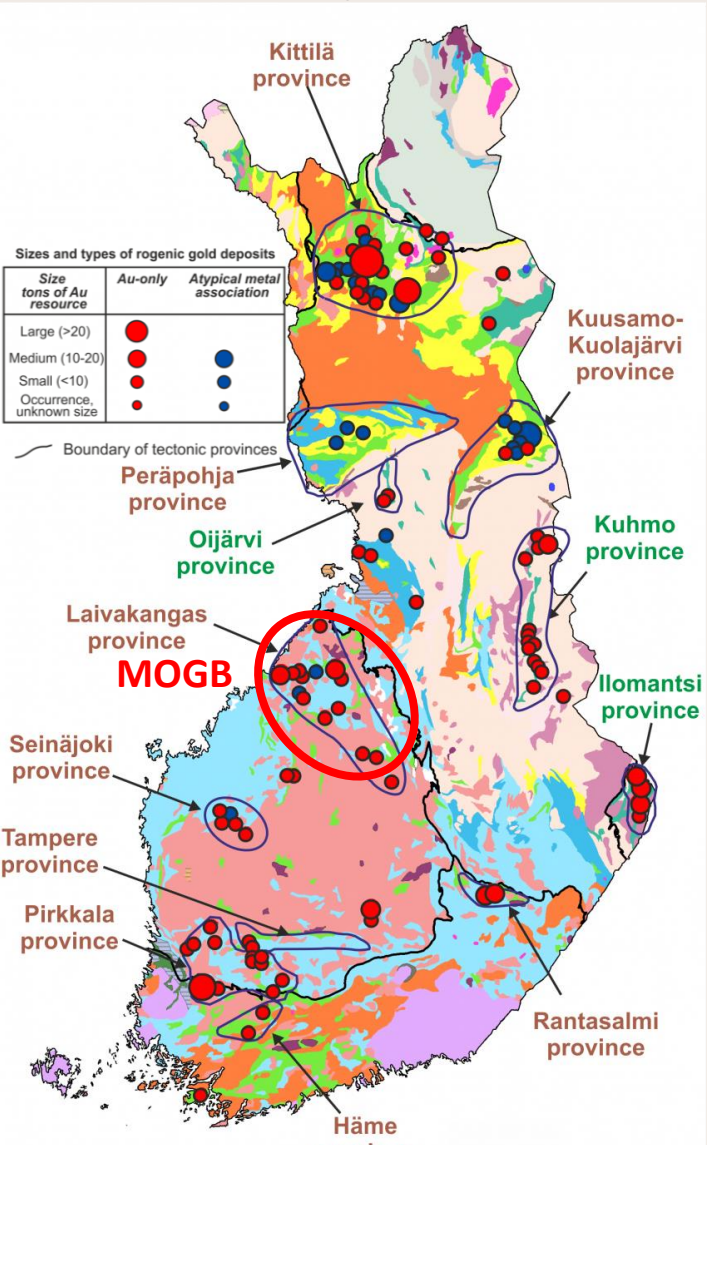 Kittilä
province
Sizes and types of rogenic gold deposits
Size
tons of Au
resource
Au-only
Atypical metal
association
Large (>20)
Medium (10-20)
Small (<10)
Occurrence,
unknown size
Boundary of tectonic provinces
Kuusamo-
Kuolajärvi
province
Peräpohja
province
Oijärvi
province
Kuhmo
province
Laivakangas
province
MOGB
Ilomantsi
province
Seinäjoki
province
Tampere
province
Pirkkala
province
Rantasalmi
province
Häme